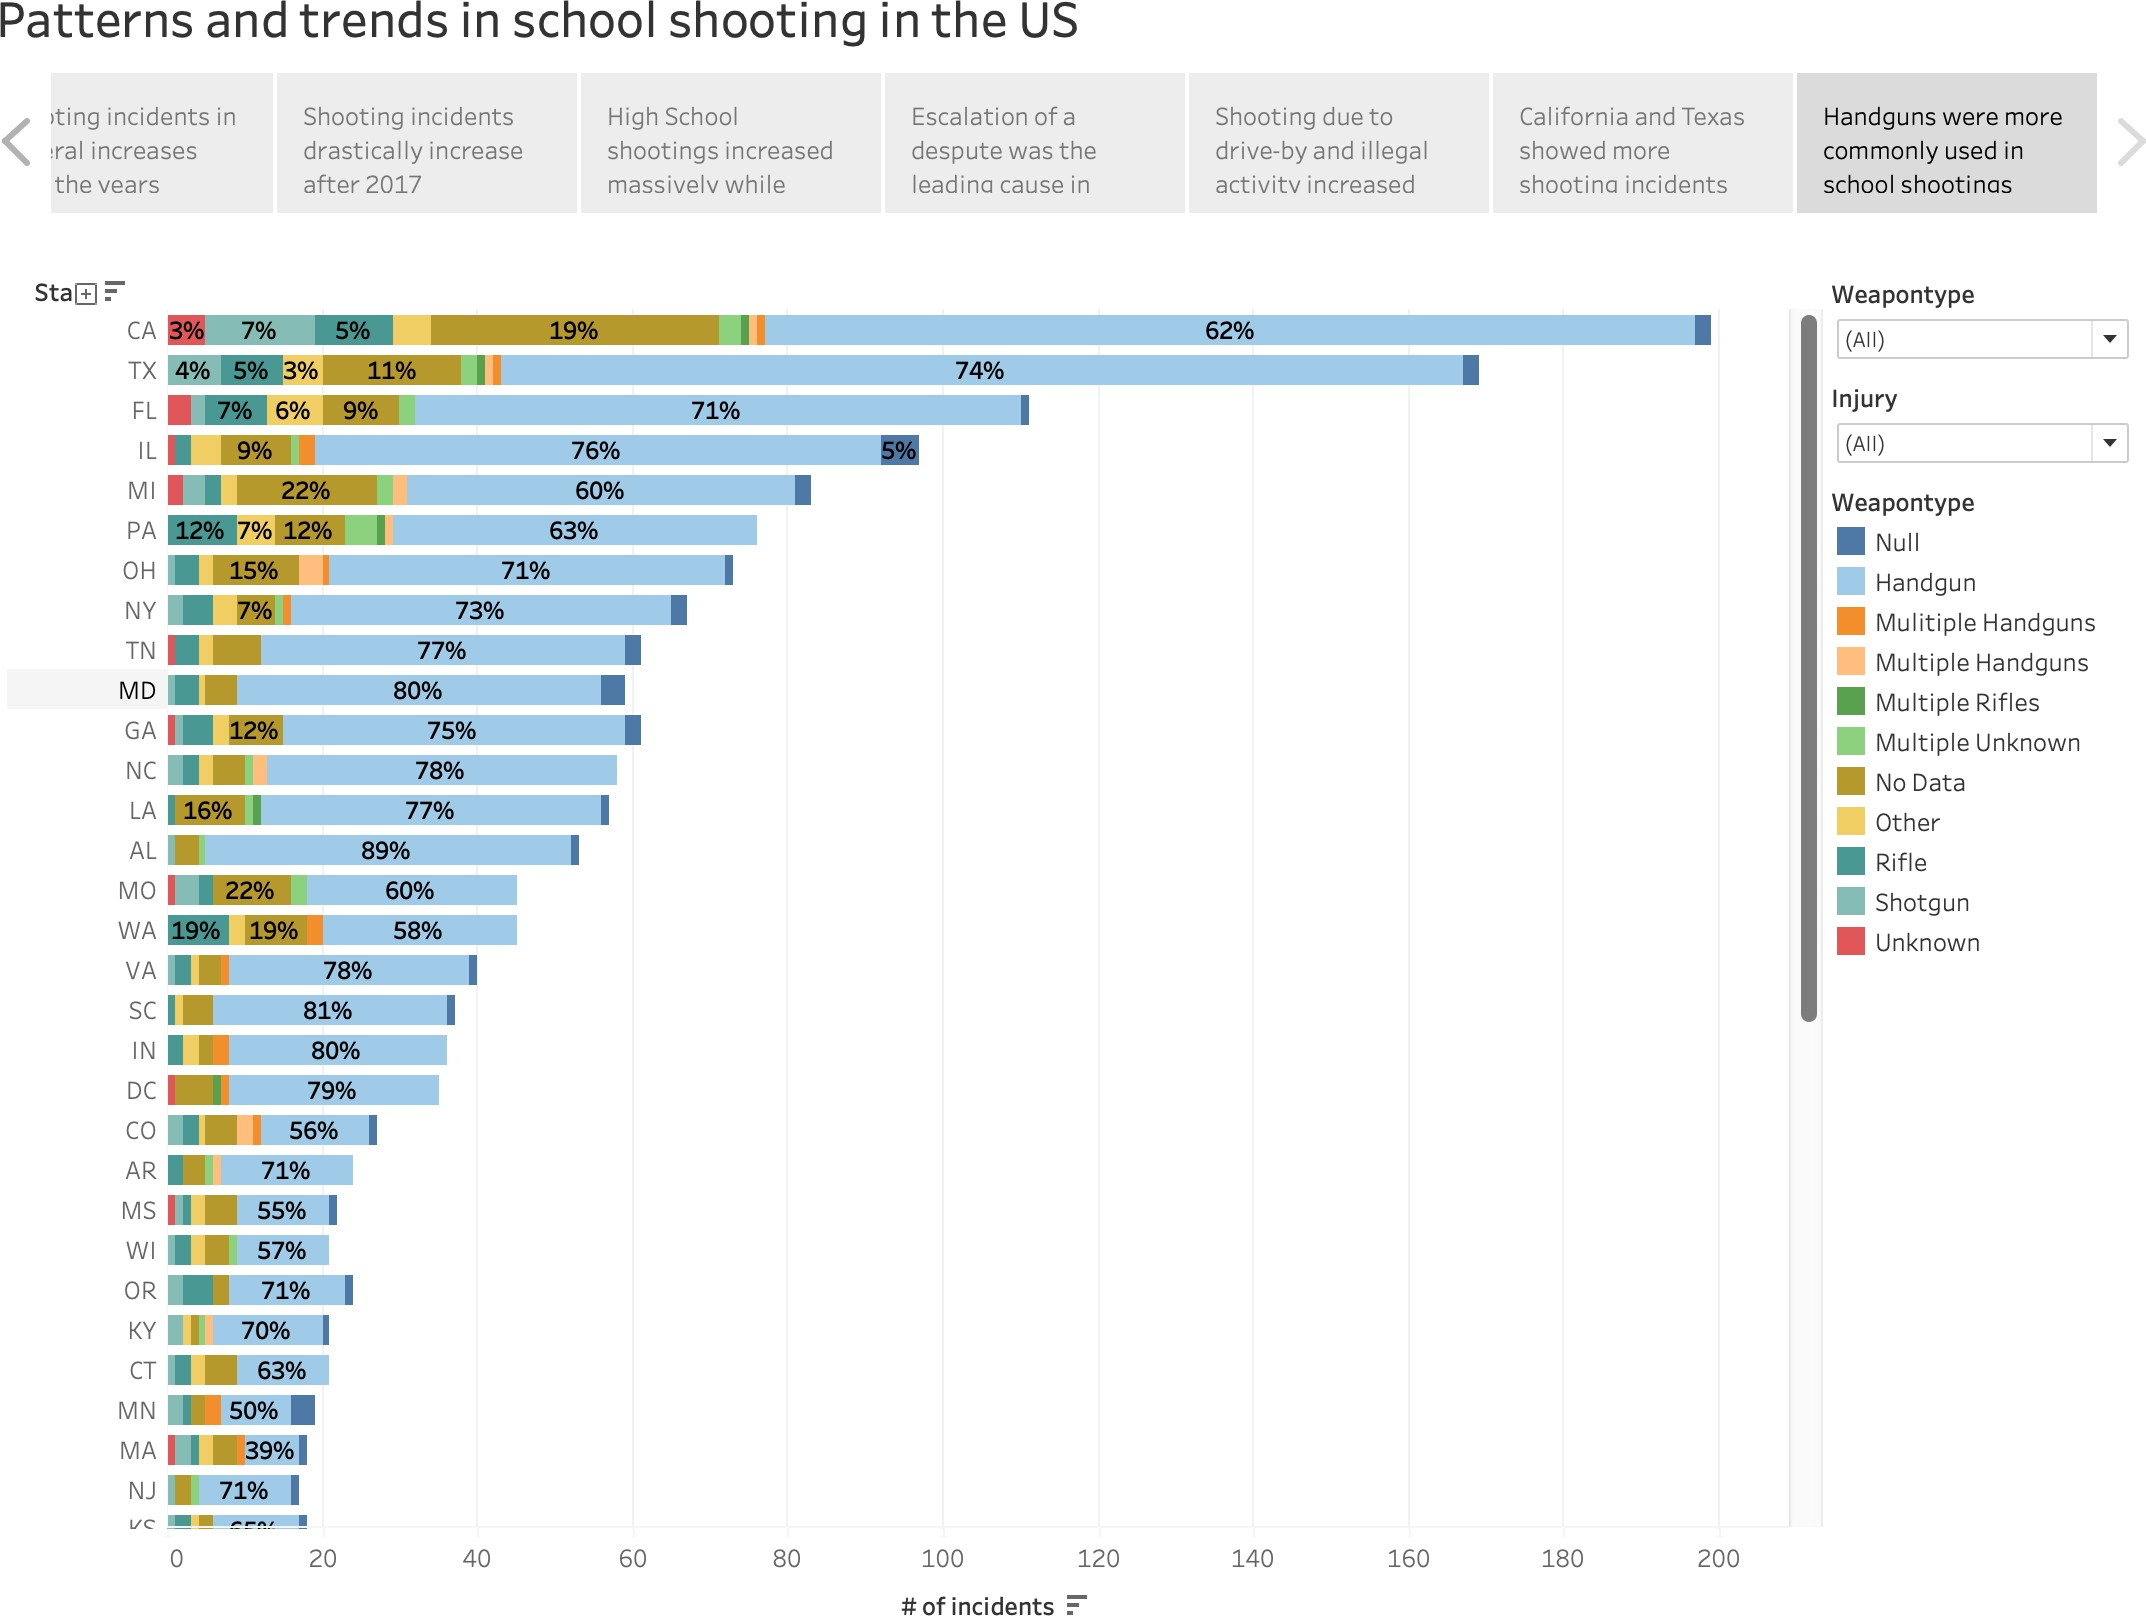 Patterns and trends in school shooting in the US
oting incidents in
eral increases
the years
Shooting incidents
drastically increase
after 2017
High School
shootings increased
massively while
Escalation of a
despute was the
leading cause in
Shooting due to
drive-by and illegal
activity increased
California and Texas
showed more
shooting incidents
Handguns were more
commonly used in
school shootings
Sta
CA 3% 7% 5% 19% 62%
TX 4% 5% 3% 11% 74%
FL 7% 6% 9% 71%
IL 9% 76% 5%
MI 22% 60%
PA 12% 7% 12% 63%
OH 15% 71%
NY 7% 73%
TN 77%
MD 80%
GA 12% 75%
NC 78%
LA 16% 77%
AL 89%
MO 22% 60%
WA 19% 19% 58%
VA 78%
SC 81%
IN 80%
DC 79%
CO 56%
AR 71%
MS 55%
WI 57%
OR 71%
KY 70%
CT 63%
MN 50%
MA 39%
NJ 71%
KS 65%
0 20 40 60 80 100 120 140 160 180 200
# of incidents
Weapontype
(All)
Injury
(All)
Weapontype
Null
Handgun
Mulitiple Handguns
Multiple Handguns
Multiple Rifles
Multiple Unknown
No Data
Other
Rifle
Shotgun
Unknown